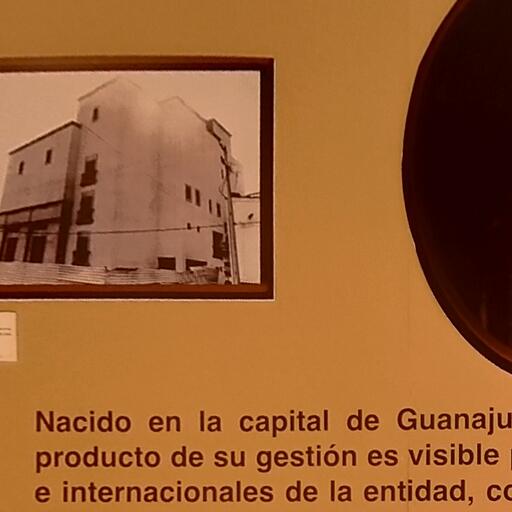 Nacido en la capital de Guanaju
producto de su gestión es visible
e internacionales de la entidad, co